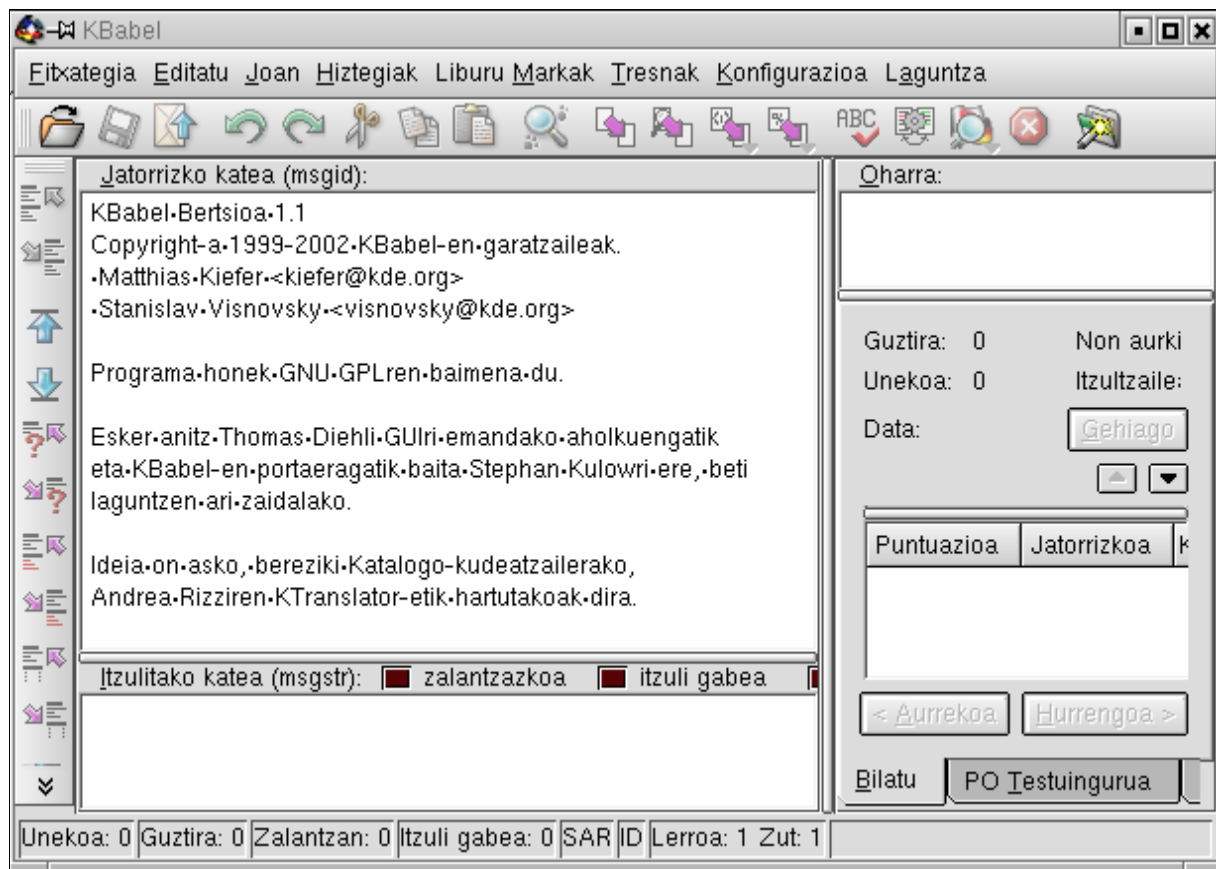 KBabel
Fitxategia Editatu Joan Hiztegiak Liburu Markak Tresnak Konfigurazioa Laguntza
ABC
Jatorrizko katea (msgid):
KBabel·Bertsioa·1.1
Copyright-a·1999-2002·KBabel-en·garatzaileak.
·Matthias·Kiefer·<kiefer@kde.org>
·Stanislav·Visnovsky·<visnovsky@kde.org>
Programa·honek·GNU·GPLren·baimena·du.
Esker·anitz·Thomas·Diehli·GUIri·emandako·aholkuengatik
eta·KBabel-en·portaeragatik·baita·Stephan·Kulowri·ere,·beti
laguntzen·ari·zaidalako.
Ideia·on·asko,·bereziki·Katalogo-kudeatzailerako,
Andrea·Rizziren·KTranslator-etik·hartutakoak·dira.
Itzulitako katea (msgstr): zalantzazkoa itzuli gabea
Oharra:
Guztira: 0 Non aurki
Unekoa: 0
Data: Gehiago
Puntuazioa Jatorrizkoa
< Aurrekoa Hurrengoa >
Bilatu PO Testuingurua
Unekoa: 0 Guztira: 0 Zalantzan: 0 Itzuli gabea: 0 SAR ID Lerroa: 1 Zut: 1